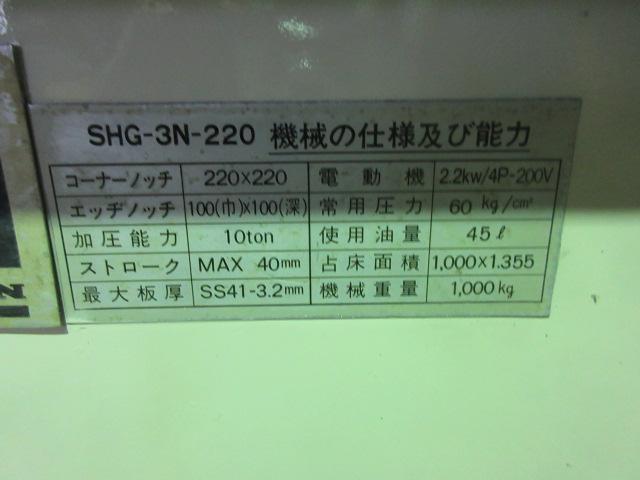 SHG-3N-220 機械の仕様及び能力
コーナーノッチ 220×220 電動機 2.2kw/4P-200V
エッヂノッチ 100(巾)×100(深) 常用圧力 60 kg/cm²
加圧能力 10ton 使用油量 45ℓ
ストローク MAX 40mm 占床面積 1,000×1.355
最大板厚 SS41-3.2mm 機械重量 1,000kg